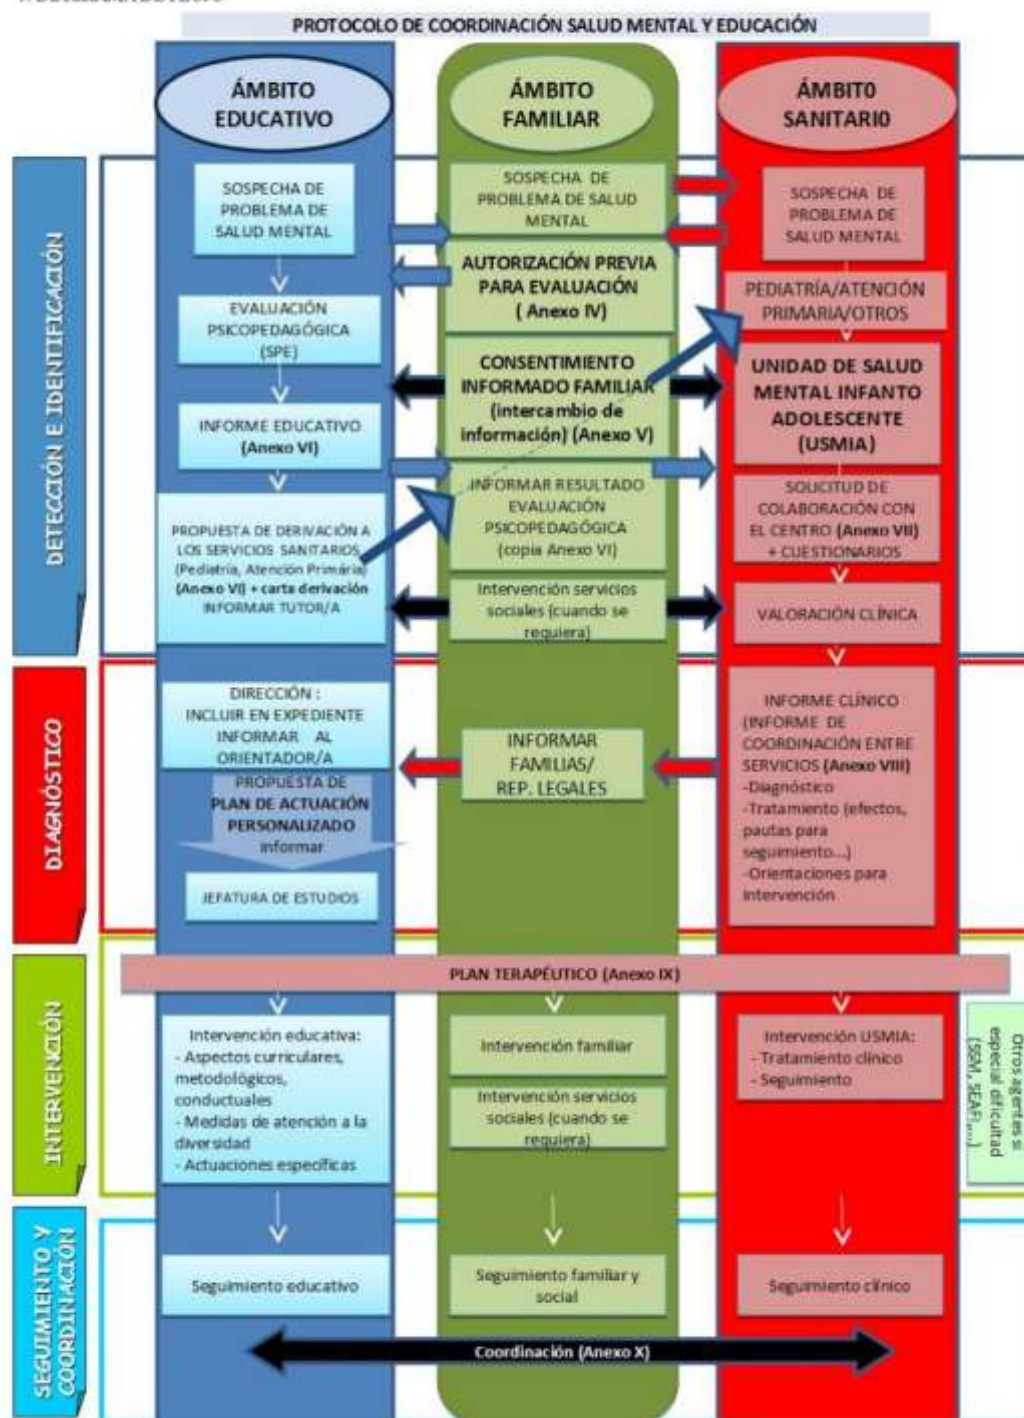 PROTOCOLO DE COORDINACIÓN SALUD MENTAL Y EDUCACIÓN
ÁMBITO
EDUCATIVO
ÁMBITO
FAMILIAR
ÁMBIT0
SANITARI0
DETECCIÓN E IDENTIFICACIÓN
SOSPECHA DE
PROBLEMA DE
SALUD MENTAL
EVALUACIÓN
PSICOPEDAGÓGICA
(SPE)
INFORME EDUCATIVO
(Anexo VI)
PROPUESTA DE DERIVACIÓN A
LOS SERVICIOS SANITARIOS
(Pediatría, Atención Primária)
(Anexo VI) + carta derivación
INFORMAR TUTOR/A
SOSPECHA DE
PROBLEMA DE SALUD
MENTAL
AUTORIZACIÓN PREVIA
PARA EVALUACIÓN
( Anexo IV)
CONSENTIMIENTO
INFORMADO FAMILIAR
(intercambio de
información) (Anexo V)
INFORMAR RESULTADO
EVALUACIÓN
PSICOPEDAGÓGICA
(copia Anexo VI)
Intervención servicios
sociales (cuando se
requiera)
SOSPECHA DE
PROBLEMA DE
SALUD MENTAL
PEDIATRÍA/ATENCIÓN
PRIMARIA/OTROS
UNIDAD DE SALUD
MENTAL INFANTO
ADOLESCENTE
(USMIA)
SOLICITUD DE
COLABORACIÓN CON
EL CENTRO (Anexo VII)
+ CUESTIONARIOS
VALORACIÓN CLÍNICA
DIAGNÓSTICO
DIRECCIÓN :
INCLUIR EN EXPEDIENTE
INFORMAR AL
ORIENTADOR/A
PROPUESTA DE
PLAN DE ACTUACIÓN
PERSONALIZADO
informar
JEFATURA DE ESTUDIOS
INFORMAR
FAMILIAS/
REP. LEGALES
INFORME CLÍNICO
(INFORME DE
COORDINACIÓN ENTRE
SERVICIOS (Anexo VIII)
-Diagnóstico
-Tratamiento (efectos,
pautas para
seguimiento...)
-Orientaciones para
intervención
INTERVENCIÓN
PLAN TERAPÉUTICO (Anexo IX)
Intervención educativa:
- Aspectos curriculares,
metodológicos,
conductuales
- Medidas de atención a la
diversidad
- Actuaciones específicas
Intervención familiar
Intervención servicios
sociales (cuando se
requiera)
Intervención USMIA:
- Tratamiento clínico
- Seguimiento
Otros agentes si
especial dificultad
(SSM, SEAFI,...)
SEGUIMIENTO Y
COORDINACIÓN
Seguimiento educativo
Seguimiento familiar y
social
Seguimiento clínico
Coordinación (Anexo X)